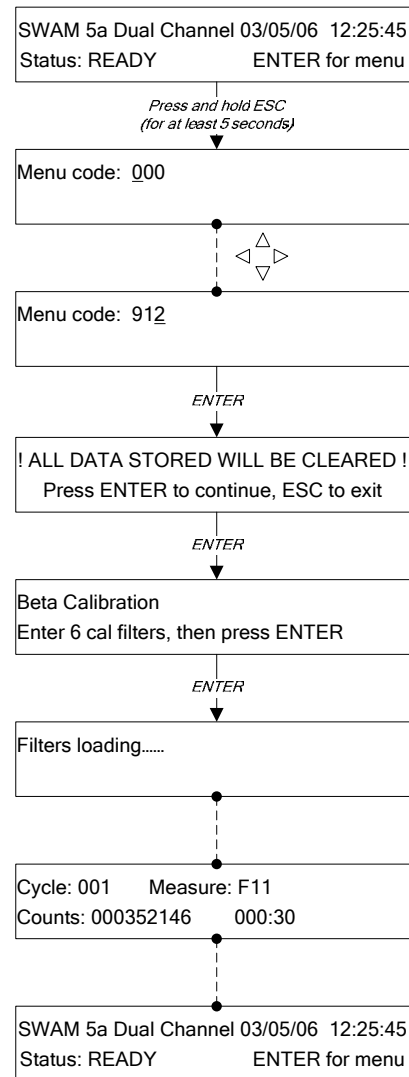 SWAM 5a Dual Channel 03/05/06 12:25:45
Status: READY ENTER for menu
Press and hold ESC
(for at least 5 seconds)
Menu code: 000
Menu code: 912
ENTER
! ALL DATA STORED WILL BE CLEARED !
Press ENTER to continue, ESC to exit
ENTER
Beta Calibration
Enter 6 cal filters, then press ENTER
ENTER
Filters loading......
Cycle: 001 Measure: F11
Counts: 000352146 000:30
SWAM 5a Dual Channel 03/05/06 12:25:45
Status: READY ENTER for menu